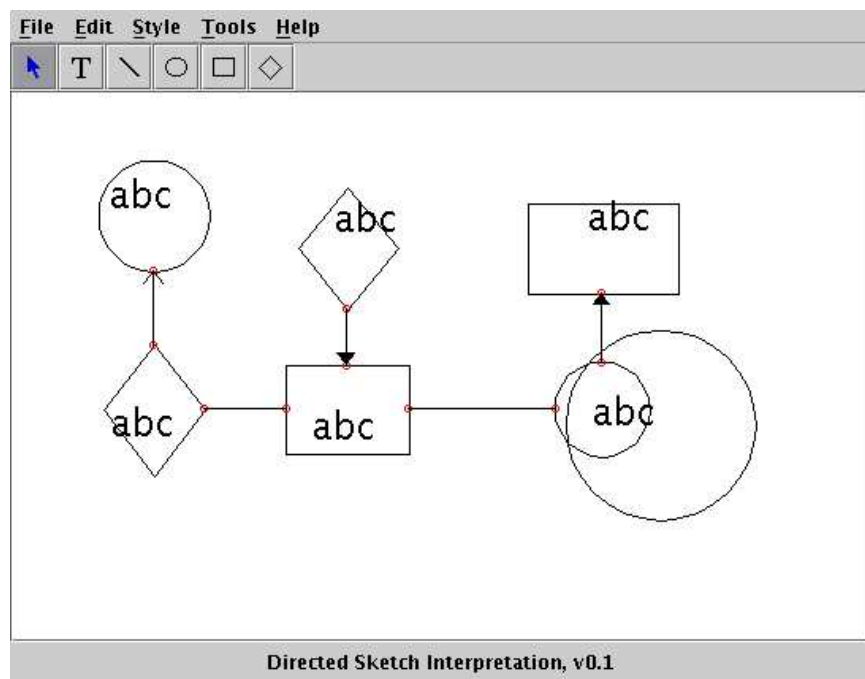 File Edit Style Tools Help
T
abc
abc
abc
abc
abc
abc
Directed Sketch Interpretation, v0.1